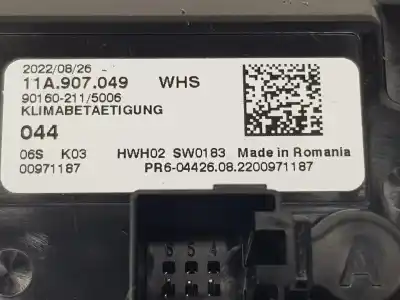 2022/08/26
11A.907.049 WHS
90160-211/5006
KLIMABETAETIGUNG
044
06S K03 HWH02 SW0183 Made in Romania
00971187 PR6-04426.08.2200971187
6 5 4
A